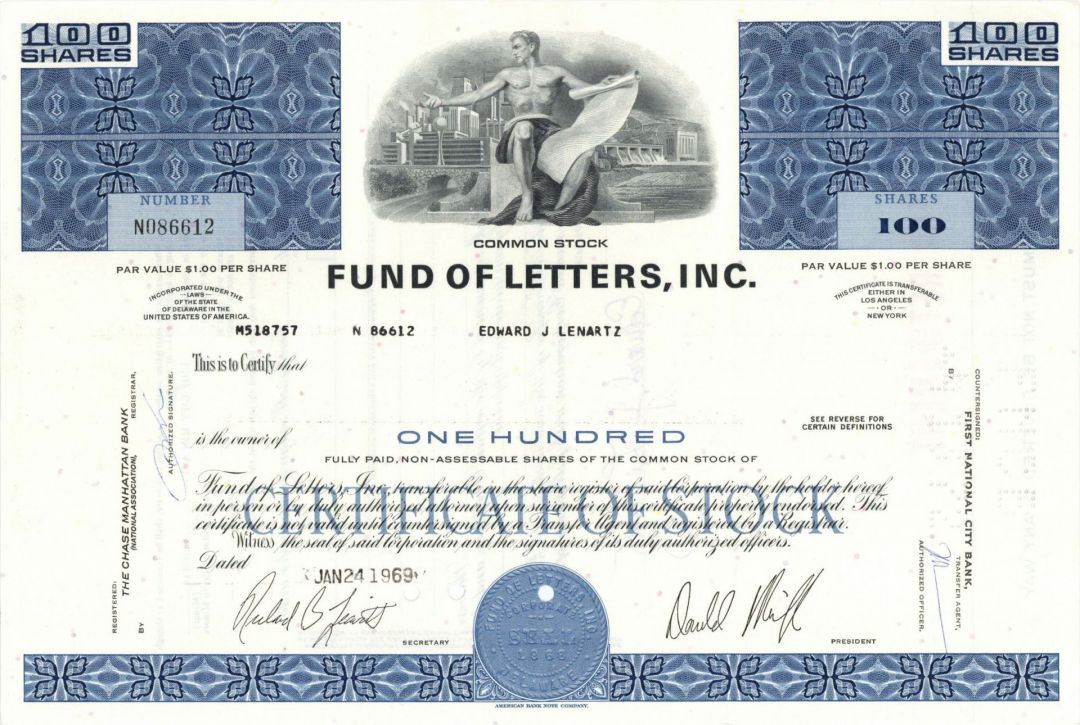 100 SHARES
100 SHARES
NUMBER
N086612
SHARES
100
COMMON STOCK
PAR VALUE $1.00 PER SHARE
FUND OF LETTERS, INC.
PAR VALUE $1.00 PER SHARE
INCORPORATED UNDER THE
—LAWS—
OF THE STATE
OF DELAWARE IN THE
UNITED STATES OF AMERICA.
THIS CERTIFICATE IS TRANSFERABLE
EITHER IN
LOS ANGELES
—OR—
NEW YORK
M518757 N 86612 EDWARD J LENARTZ
This is to Certify that
SEE REVERSE FOR
CERTAIN DEFINITIONS
is the owner of
ONE HUNDRED
FULLY PAID, NON-ASSESSABLE SHARES OF THE COMMON STOCK OF
CERTIFICATE OF STOCK
Fund of Letters, Inc., transferable on the share register of said Corporation by the holder hereof
in person or by duly authorized attorney upon surrender of this certificate properly endorsed. This
certificate is not valid until countersigned by a Transfer Agent and registered by a Registrar.
Witness the seal of said Corporation and the signatures of its duly authorized officers.
Dated
JAN 24 1969
SECRETARY
PRESIDENT
FUND OF LETTERS, INC.
INCORPORATED
SEAL
DELAWARE
REGISTERED:
THE CHASE MANHATTAN BANK
(NATIONAL ASSOCIATION),
REGISTRAR,
BY
AUTHORIZED SIGNATURE.
COUNTERSIGNED:
FIRST NATIONAL CITY BANK,
TRANSFER AGENT,
BY
AUTHORIZED OFFICER.
AMERICAN BANK NOTE COMPANY.